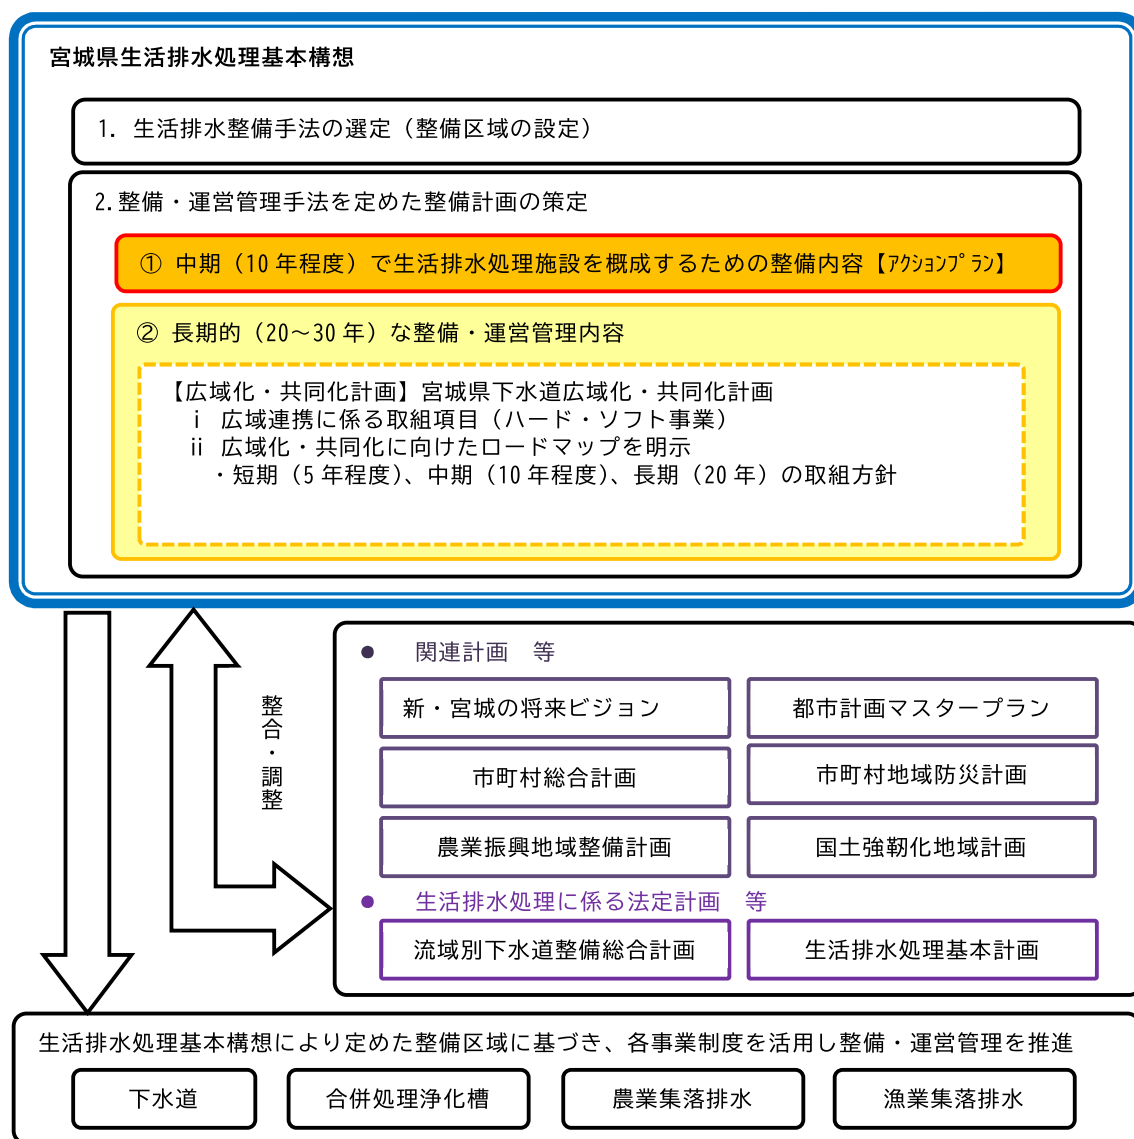 宮城県生活排水処理基本構想
1. 生活排水整備手法の選定（整備区域の設定）
2.整備・運営管理手法を定めた整備計画の策定
① 中期（10 年程度）で生活排水処理施設を概成するための整備内容【ｱｸｼｮﾝﾌﾟﾗﾝ】
② 長期的（20～30 年）な整備・運営管理内容
【広域化・共同化計画】宮城県下水道広域化・共同化計画
ⅰ 広域連携に係る取組項目（ハード・ソフト事業）
ⅱ 広域化・共同化に向けたロードマップを明示
・短期（5 年程度）、中期（10 年程度）、長期（20 年）の取組方針
整合・調整
● 関連計画　等
新・宮城の将来ビジョン
都市計画マスタープラン
市町村総合計画
市町村地域防災計画
農業振興地域整備計画
国土強靭化地域計画
● 生活排水処理に係る法定計画　等
流域別下水道整備総合計画
生活排水処理基本計画
生活排水処理基本構想により定めた整備区域に基づき、各事業制度を活用し整備・運営管理を推進
下水道
合併処理浄化槽
農業集落排水
漁業集落排水